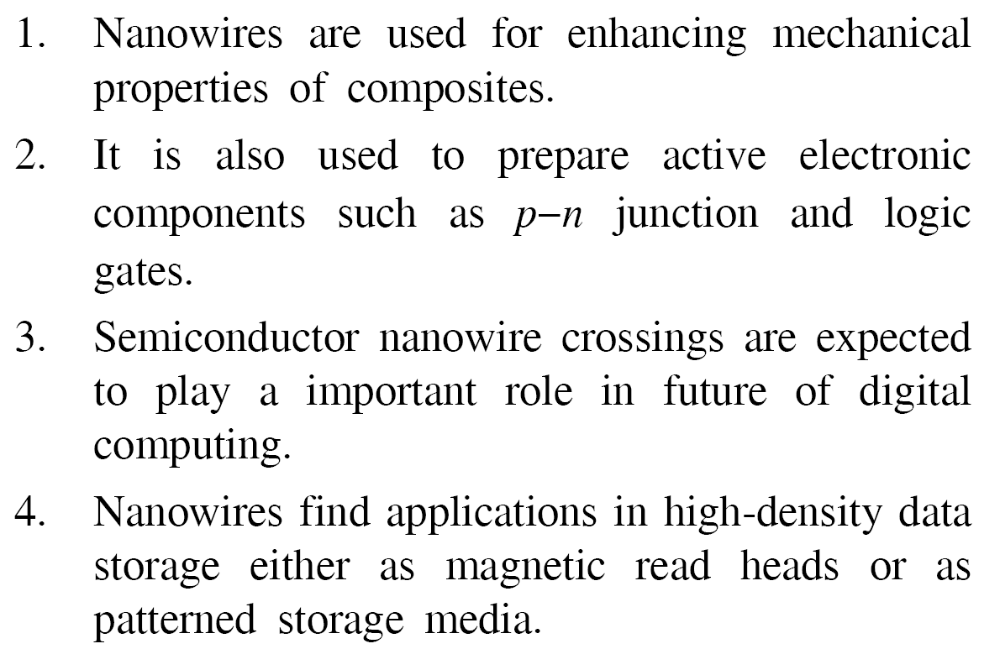 1. Nanowires are used for enhancing mechanical
properties of composites.
2. It is also used to prepare active electronic
components such as p–n junction and logic
gates.
3. Semiconductor nanowire crossings are expected
to play a important role in future of digital
computing.
4. Nanowires find applications in high-density data
storage either as magnetic read heads or as
patterned storage media.